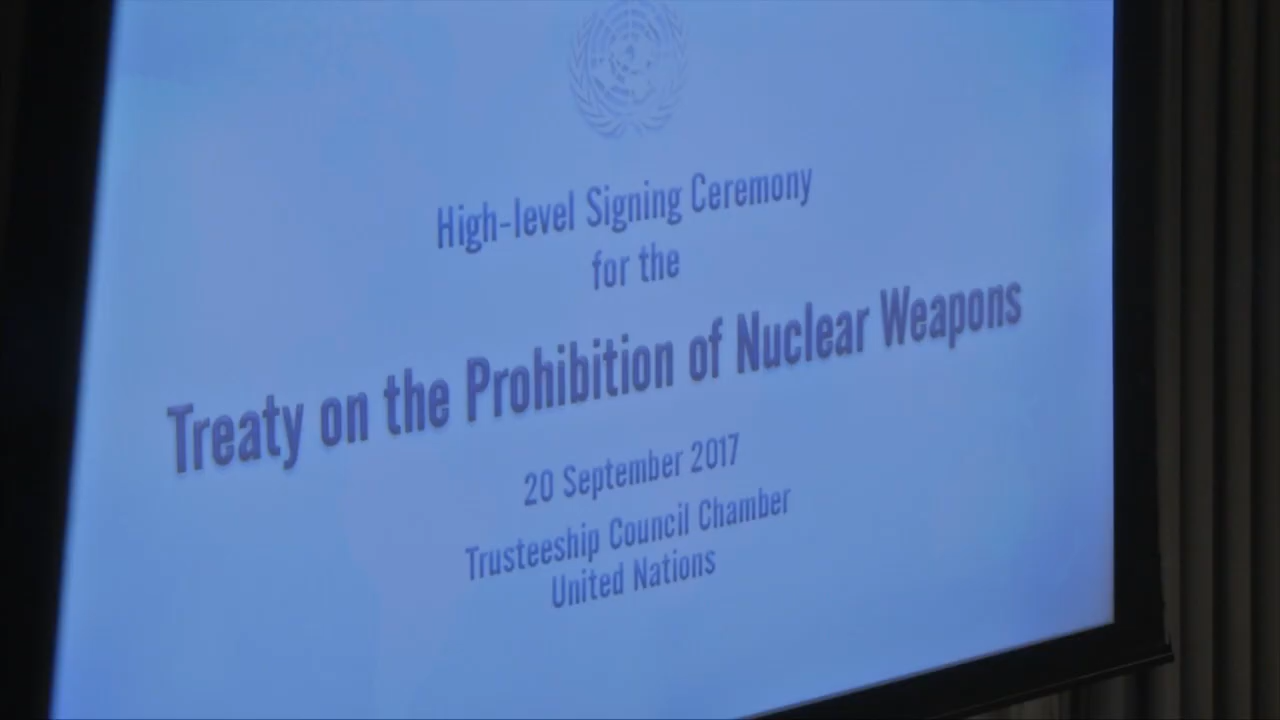 High-level Signing Ceremony
for the
Treaty on the Prohibition of Nuclear Weapons
20 September 2017
Trusteeship Council Chamber
United Nations